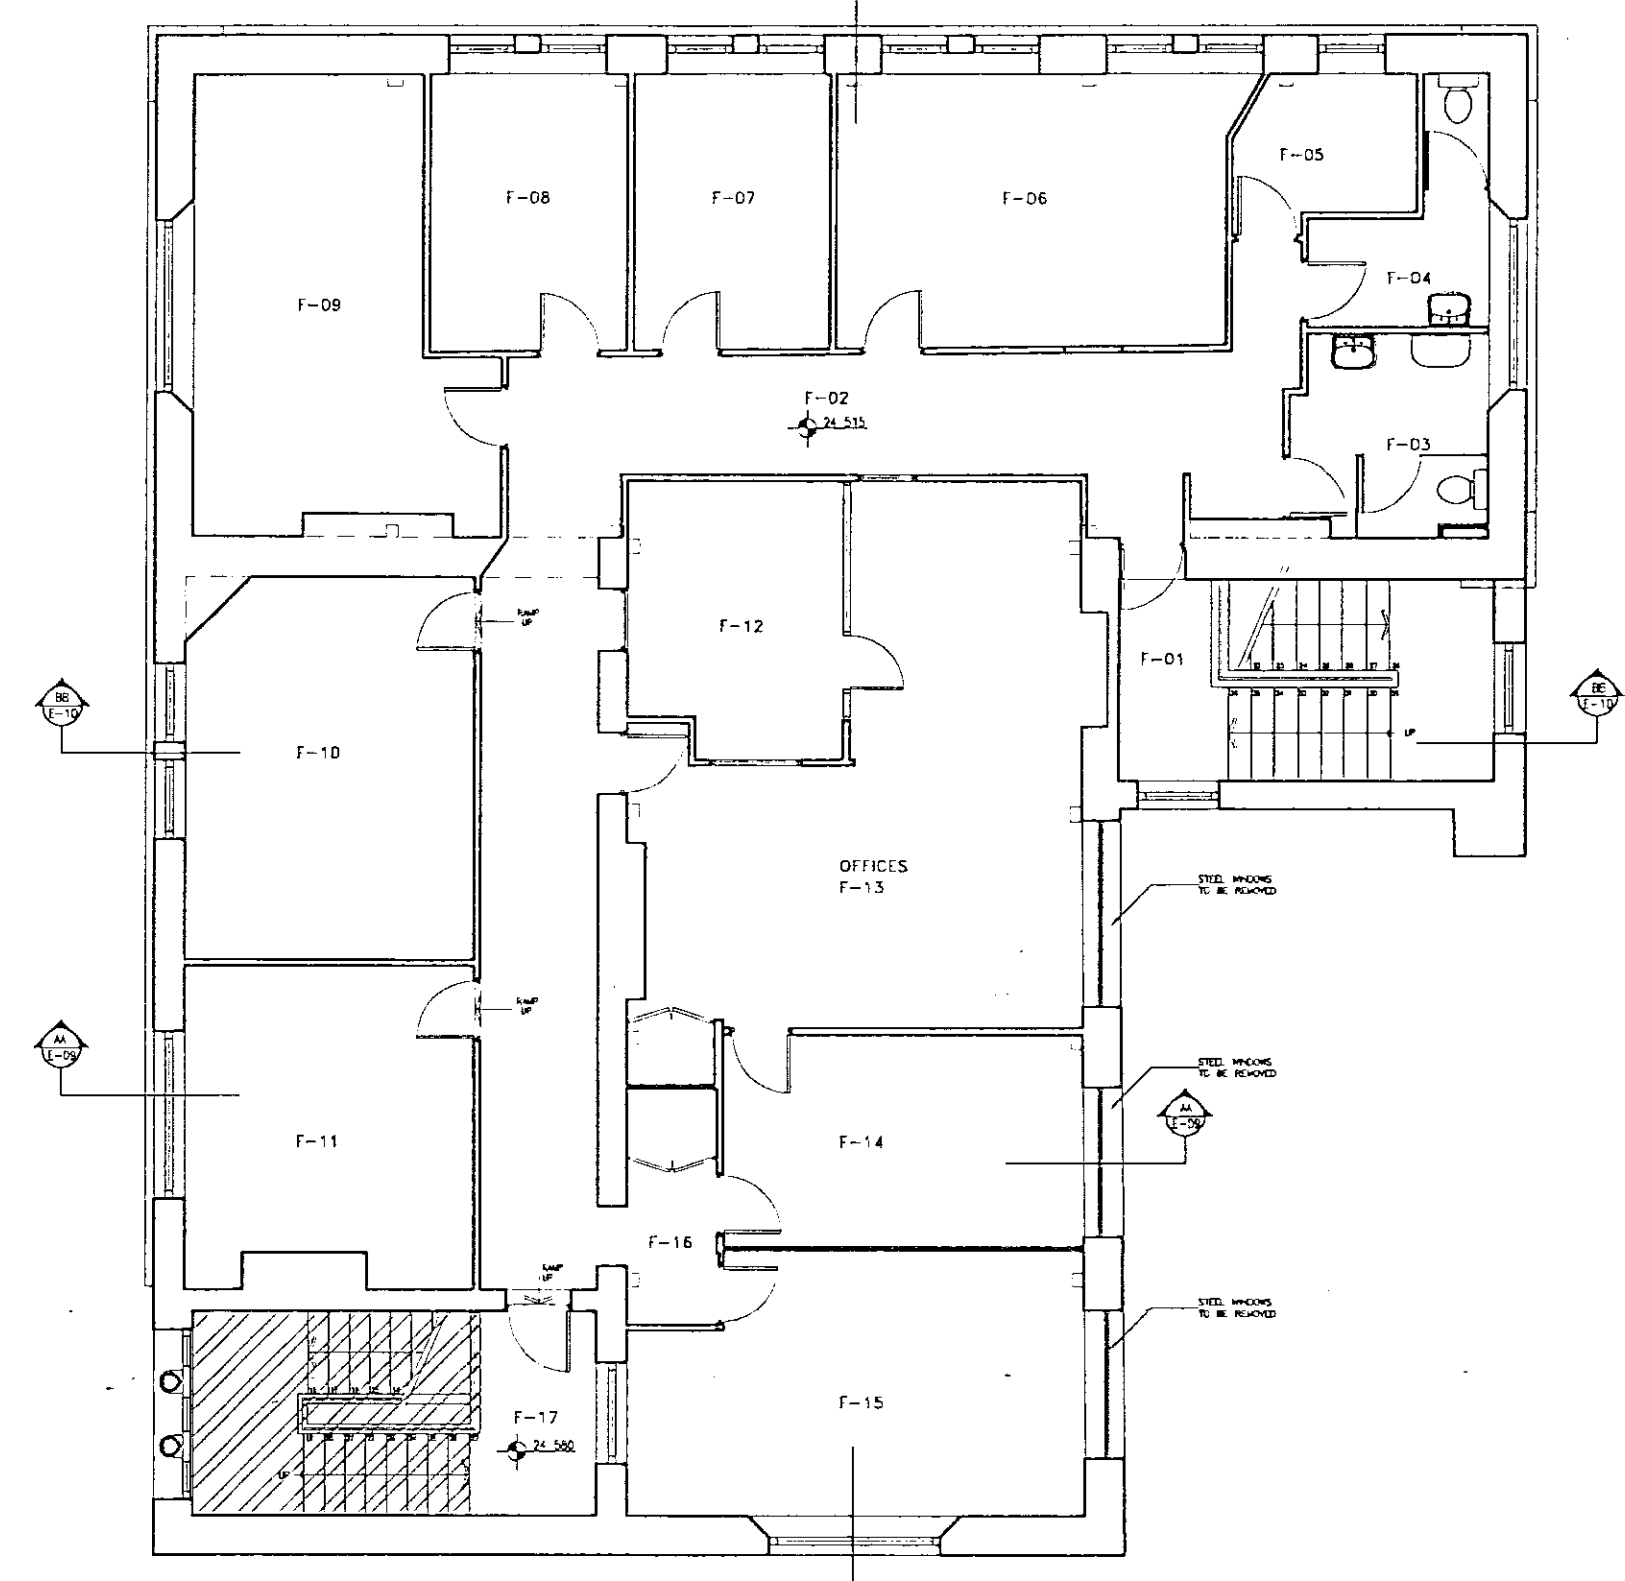 F-05
F-08
F-07
F-06
F-04
F-09
F-02
24 515
F-03
F-12
RAMP
UP
F-01
BB
E-10
BB
E-10
F-10
UP
OFFICES
F-13
STEEL WINDOWS
TO BE REMOVED
RAMP
UP
AA
E-09
STEEL WINDOWS
TO BE REMOVED
AA
E-09
F-11
F-14
F-16
RAMP
UP
STEEL WINDOWS
TO BE REMOVED
F-15
F-17
24 580
UP